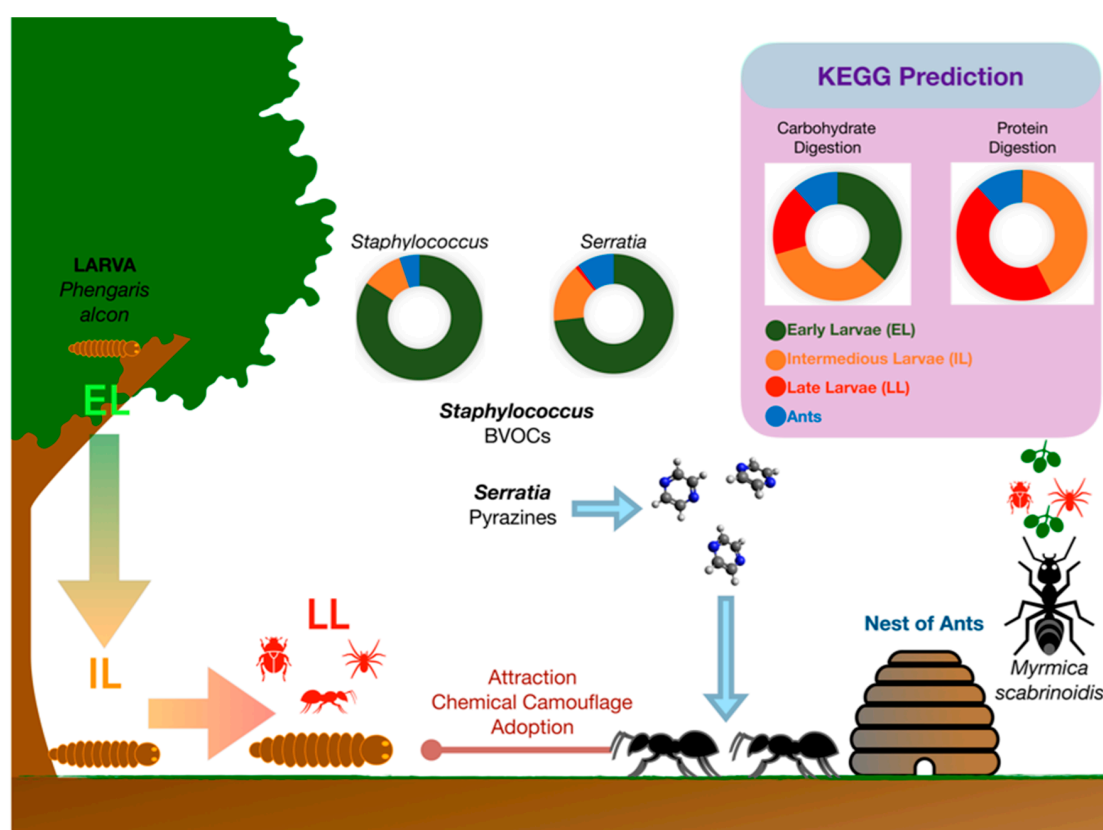 KEGG Prediction
Carbohydrate
Digestion
Protein
Digestion
Early Larvae (EL)
Intermedious Larvae (IL)
Late Larvae (LL)
Ants
Staphylococcus
Serratia
LARVA
Phengaris
alcon
EL
Staphylococcus
BVOCs
Serratia
Pyrazines
IL
LL
Attraction
Chemical Camouflage
Adoption
Nest of Ants
Myrmica
scabrinoidis